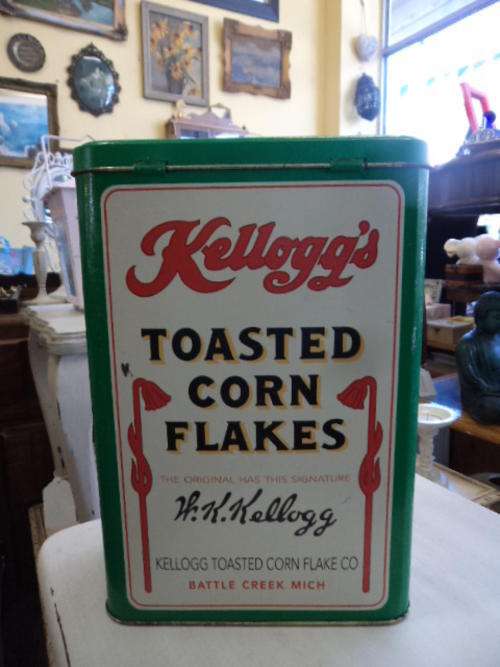 Kellogg's
TOASTED
CORN
FLAKES
THE ORIGINAL HAS THIS SIGNATURE
W.K.Kellogg
KELLOGG TOASTED CORN FLAKE CO
BATTLE CREEK MICH